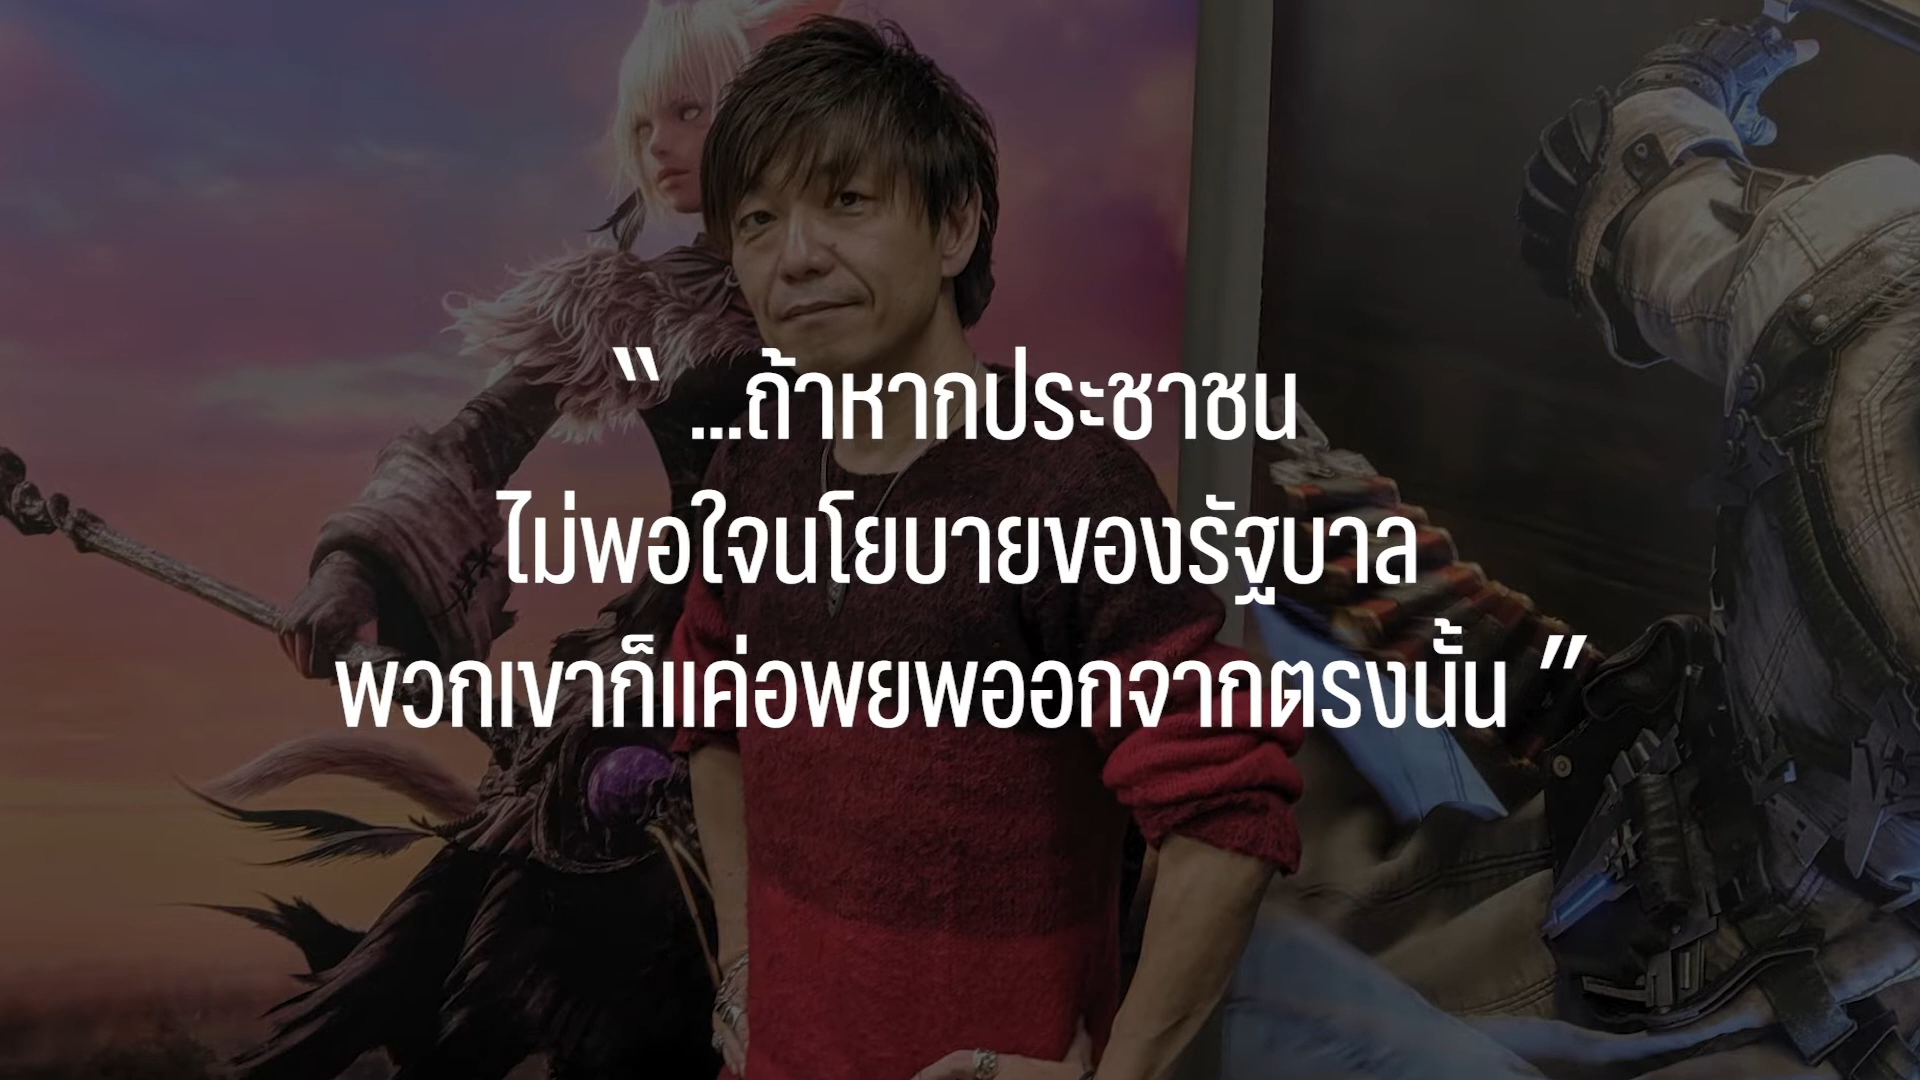 “ ...ถ้าหากประชาชน
ไม่พอใจนโยบายของรัฐบาล
พวกเขาก็แค่อพยพออกจากตรงนั้น ”